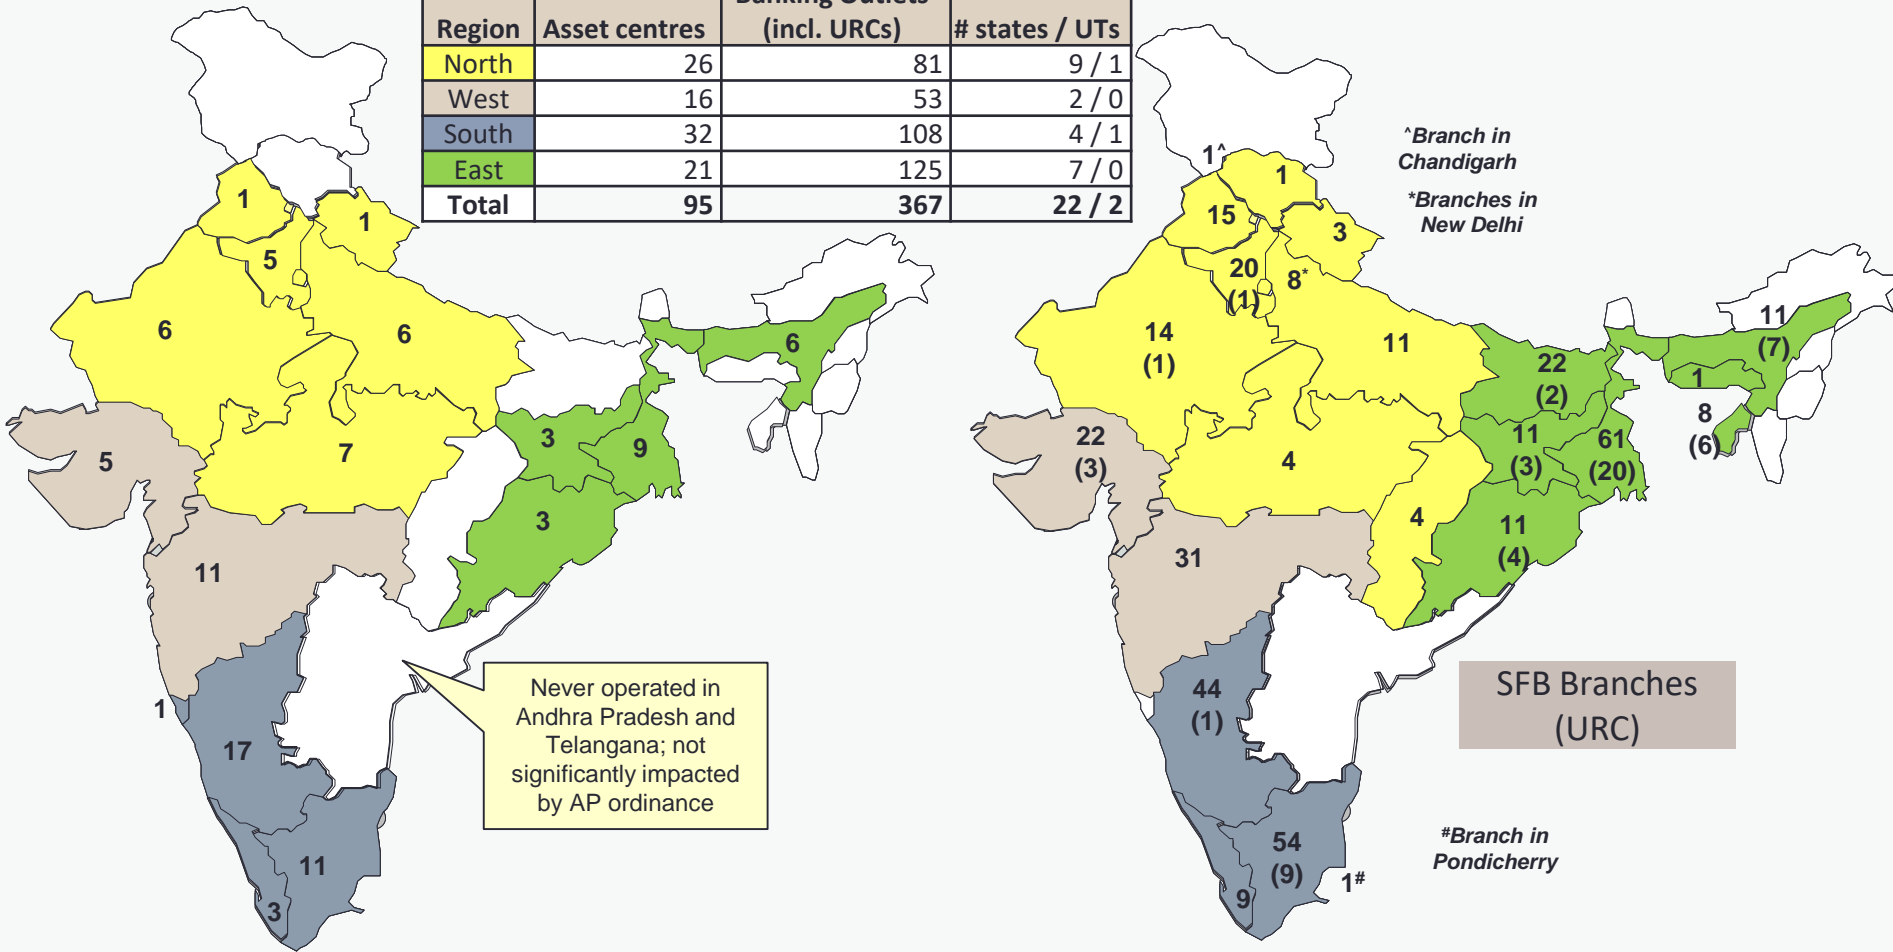 Banking Outlets
Region Asset centres (incl. URCs) # states / UTs
North 26 81 9 / 1
West 16 53 2 / 0
South 32 108 4 / 1
East 21 125 7 / 0
Total 95 367 22 / 2
1
1
5
6
6
6
3
9
7
5
3
11
1
17
11
3
Never operated in
Andhra Pradesh and
Telangana; not
significantly impacted
by AP ordinance
^Branch in
Chandigarh
*Branches in
New Delhi
1^
1
15
3
20
(1)
8*
14
(1)
11
22
(2)
11
(7)
1
8
(6)
11
(3)
61
(20)
22
(3)
4
4
11
(4)
31
44
(1)
54
(9)
9
1#
SFB Branches
(URC)
#Branch in
Pondicherry